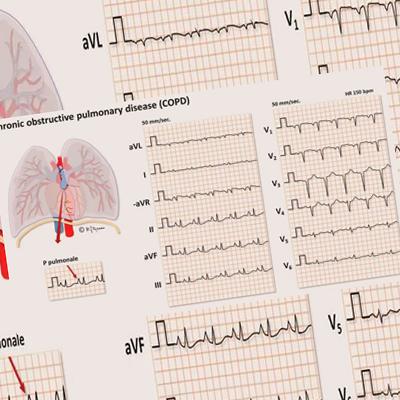 aVL
V1
hronic obstructive pulmonary disease (COPD)
50 mm/sec.
50 mm/sec.
HR 150 bpm
aVL
I
-aVR
II
aVF
III
V1
V2
V3
V4
V5
V6
P pulmonale
onale
aVF
V5
V6